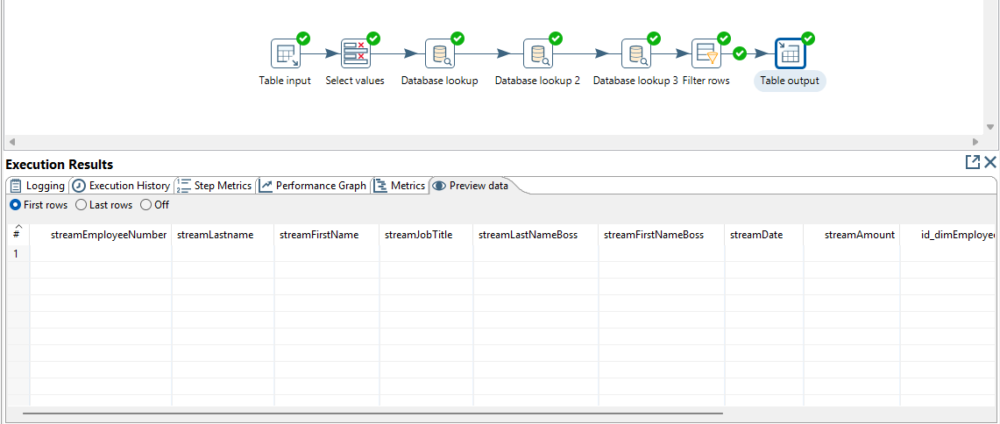 Table input Select values Database lookup Database lookup 2 Database lookup 3 Filter rows Table output
Execution Results
Logging Execution History Step Metrics Performance Graph Metrics Preview data
First rows Last rows Off
# streamEmployeeNumber streamLastname streamFirstName streamJobTitle streamLastNameBoss streamFirstNameBoss streamDate streamAmount id_dimEmployee
1